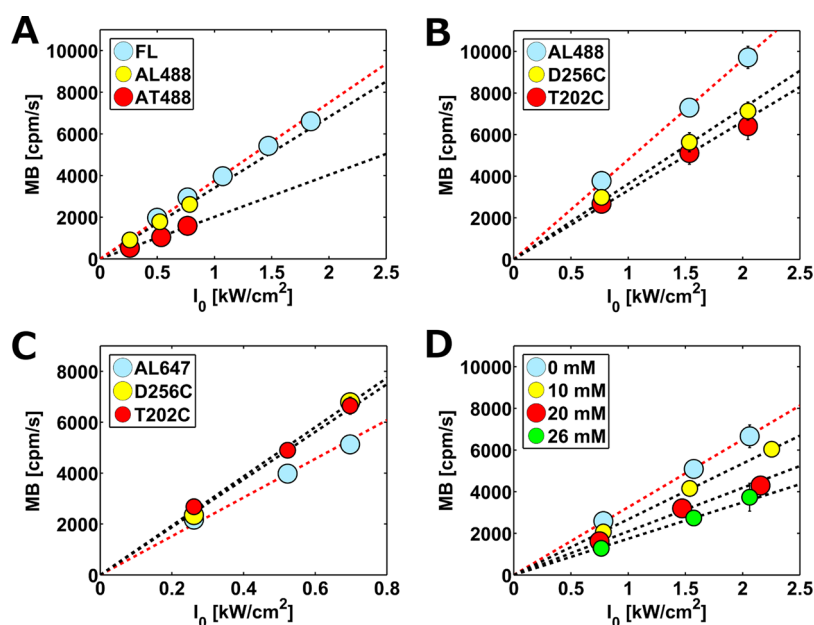 A
FL
AL488
AT488
MB [cpm/s]
10000
8000
6000
4000
2000
0
0 0.5 1 1.5 2 2.5
I0 [kW/cm2]
B
AL488
D256C
T202C
MB [cpm/s]
10000
8000
6000
4000
2000
0
0 0.5 1 1.5 2 2.5
I0 [kW/cm2]
C
AL647
D256C
T202C
MB [cpm/s]
8000
6000
4000
2000
0
0 0.2 0.4 0.6 0.8
I0 [kW/cm2]
D
0 mM
10 mM
20 mM
26 mM
MB [cpm/s]
10000
8000
6000
4000
2000
0
0 0.5 1 1.5 2 2.5
I0 [kW/cm2]